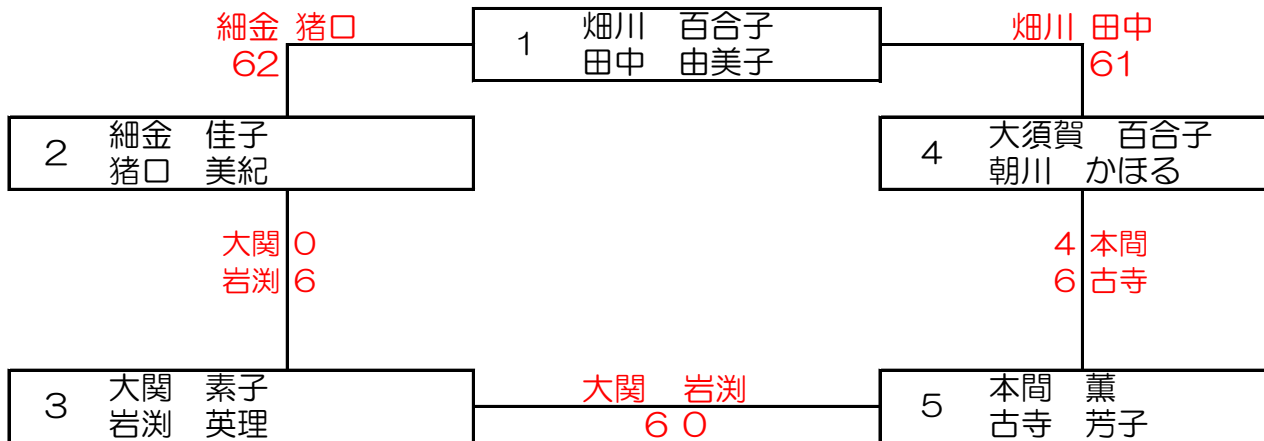 細金 猪口
62
1
畑川 百合子
田中 由美子
畑川 田中
61
2
細金 佳子
猪口 美紀
4
大須賀 百合子
朝川 かほる
大関 0
岩渕 6
4 本間
6 古寺
3
大関 素子
岩渕 英理
大関 岩渕
6 0
5
本間 薫
古寺 芳子